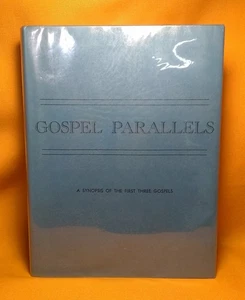 GOSPEL PARALLELS
A SYNOPSIS OF THE FIRST THREE GOSPELS